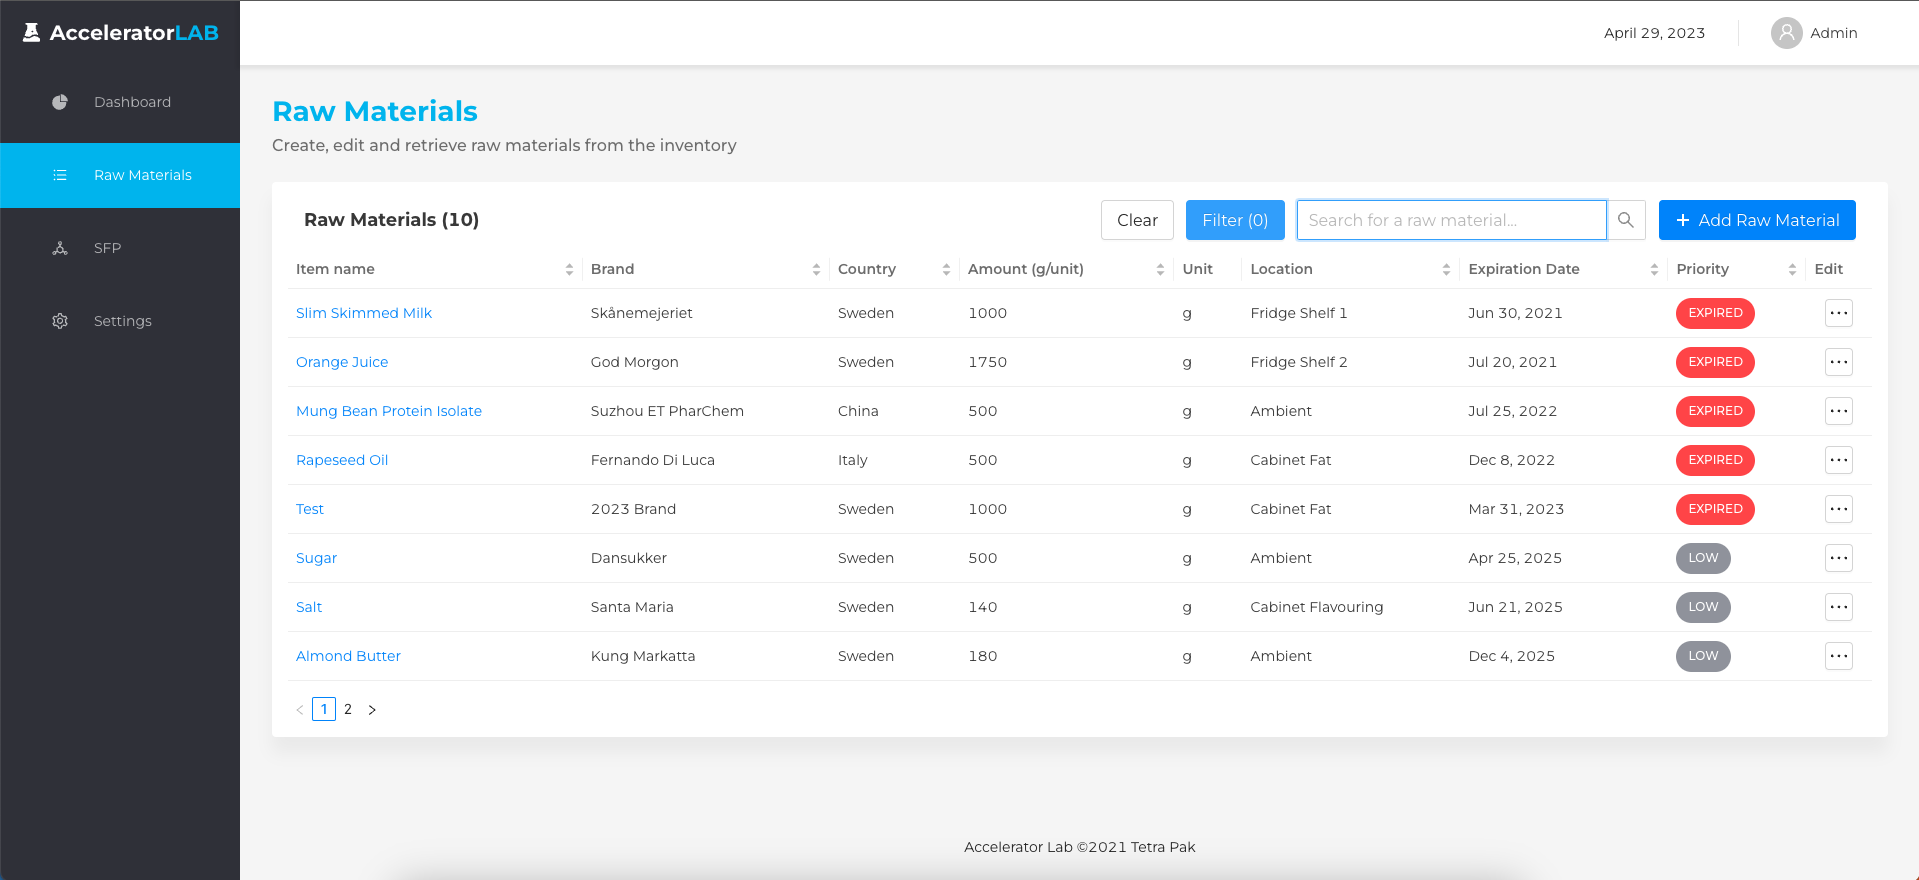 AcceleratorLAB
April 29, 2023
Admin
Dashboard
Raw Materials
SFP
Settings
Raw Materials
Create, edit and retrieve raw materials from the inventory
Raw Materials (10)
Clear
Filter (0)
Search for a raw material...
+ Add Raw Material
Item name Brand Country Amount (g/unit) Unit Location Expiration Date Priority Edit
Slim Skimmed Milk Skånemejeriet Sweden 1000 g Fridge Shelf 1 Jun 30, 2021 EXPIRED ...
Orange Juice God Morgon Sweden 1750 g Fridge Shelf 2 Jul 20, 2021 EXPIRED ...
Mung Bean Protein Isolate Suzhou ET PharChem China 500 g Ambient Jul 25, 2022 EXPIRED ...
Rapeseed Oil Fernando Di Luca Italy 500 g Cabinet Fat Dec 8, 2022 EXPIRED ...
Test 2023 Brand Sweden 1000 g Cabinet Fat Mar 31, 2023 EXPIRED ...
Sugar Dansukker Sweden 500 g Ambient Apr 25, 2025 LOW ...
Salt Santa Maria Sweden 140 g Cabinet Flavouring Jun 21, 2025 LOW ...
Almond Butter Kung Markatta Sweden 180 g Ambient Dec 4, 2025 LOW ...
< 1 2 >
Accelerator Lab ©2021 Tetra Pak